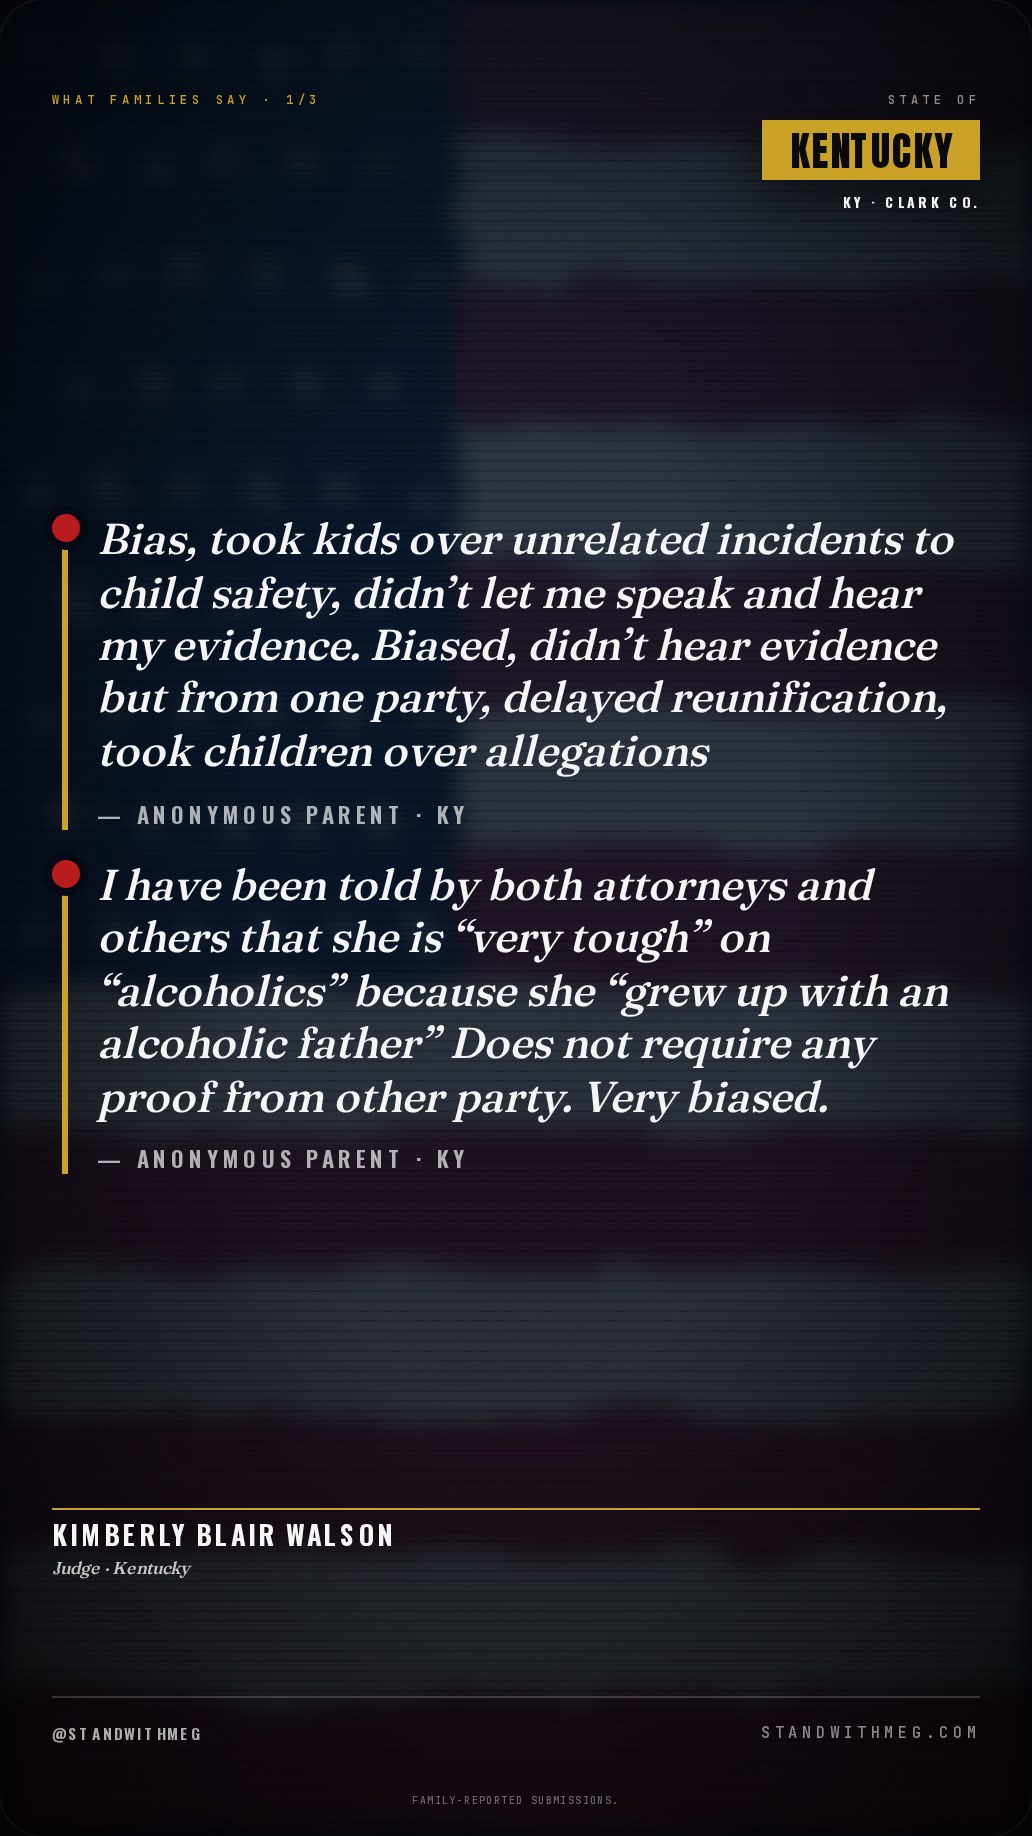 WHAT FAMILIES SAY · 1/3
STATE OF
KENTUCKY
KY · CLARK CO.
Bias, took kids over unrelated incidents to
child safety, didn’t let me speak and hear
my evidence. Biased, didn’t hear evidence
but from one party, delayed reunification,
took children over allegations
— ANONYMOUS PARENT · KY
I have been told by both attorneys and
others that she is “very tough” on
“alcoholics” because she “grew up with an
alcoholic father” Does not require any
proof from other party. Very biased.
— ANONYMOUS PARENT · KY
KIMBERLY BLAIR WALSON
Judge · Kentucky
@STANDWITHMEG
STANDWITHMEG.COM
FAMILY-REPORTED SUBMISSIONS.